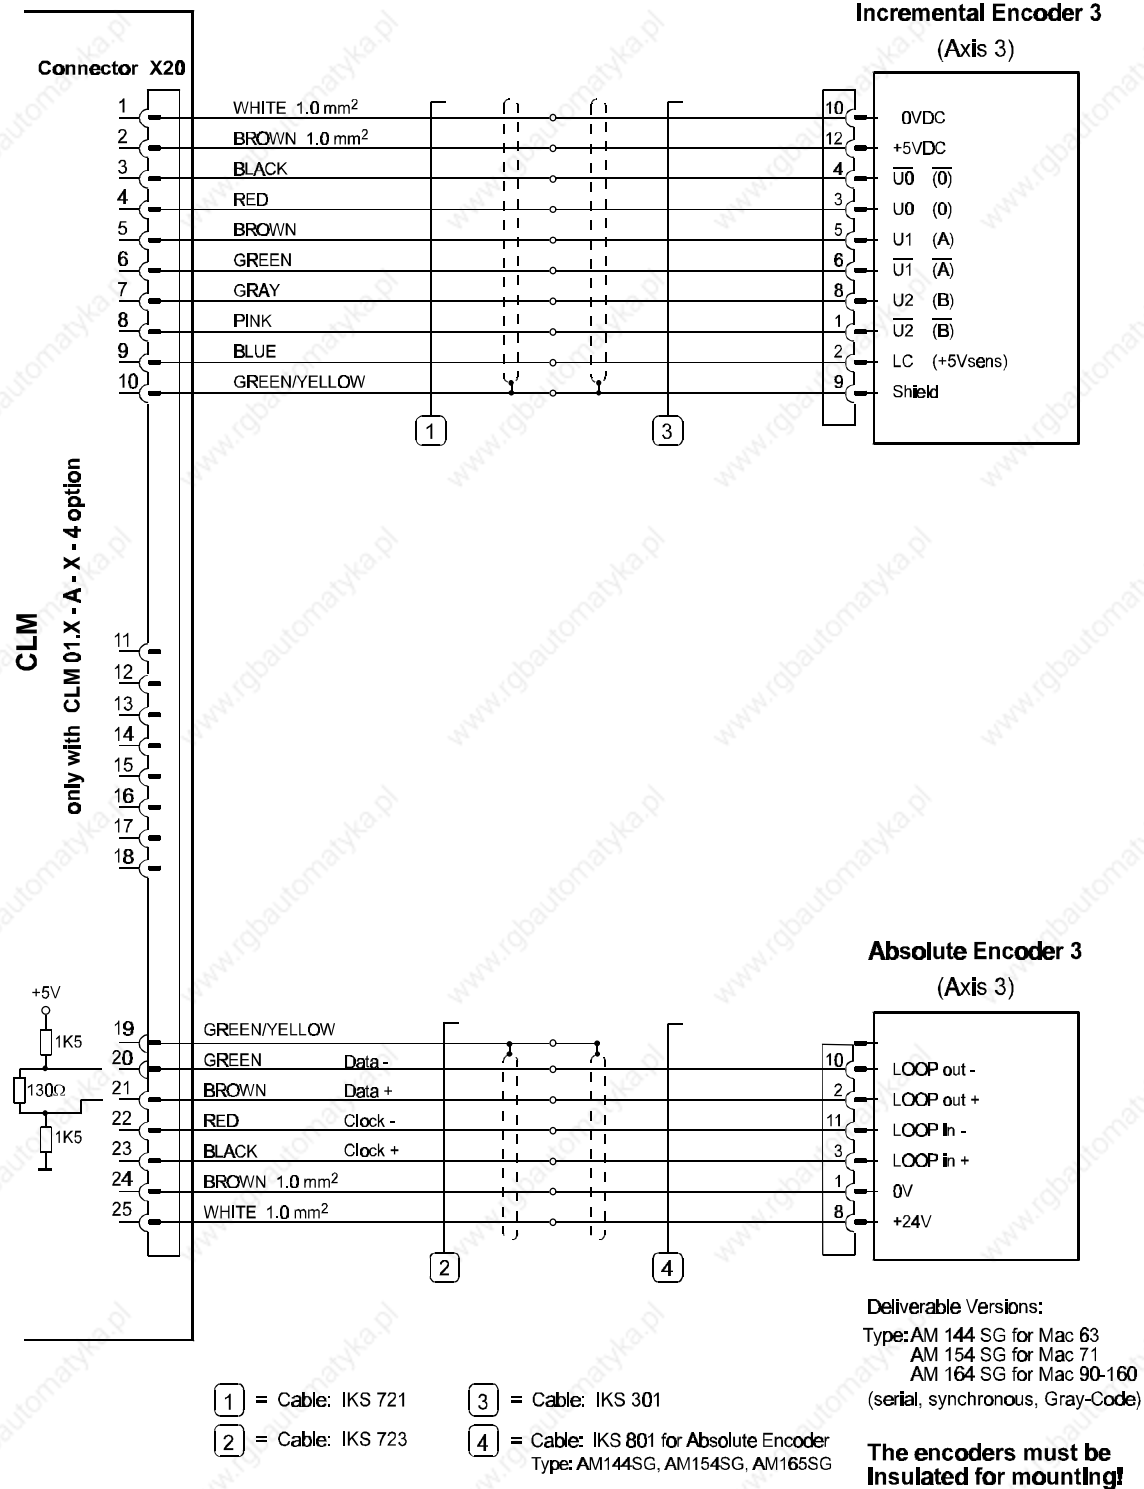 Incremental Encoder 3
(Axis 3)
Connector X20
1 WHITE 1.0 mm2 10 0VDC
2 BROWN 1.0 mm2 12 +5VDC
3 BLACK 4 U0 (0)
4 RED 3 U0 (0)
5 BROWN 5 U1 (A)
6 GREEN 6 U1 (A)
7 GRAY 8 U2 (B)
8 PINK 1 U2 (B)
9 BLUE 2 LC (+5Vsens)
10 GREEN/YELLOW 9 Shield
1 3
CLM
only with CLM 01.X - A - X - 4 option
11
12
13
14
15
16
17
18
Absolute Encoder 3
(Axis 3)
+5V
1K5
130Ω
1K5
19 GREEN/YELLOW
20 GREEN Data - 10 LOOP out -
21 BROWN Data + 2 LOOP out +
22 RED Clock - 11 LOOP in -
23 BLACK Clock + 3 LOOP in +
24 BROWN 1.0 mm2 1 0V
25 WHITE 1.0 mm2 8 +24V
2 4
Deliverable Versions:
Type: AM 144 SG for Mac 63
AM 154 SG for Mac 71
AM 164 SG for Mac 90-160
(serial, synchronous, Gray-Code)
1 = Cable: IKS 721
2 = Cable: IKS 723
3 = Cable: IKS 301
4 = Cable: IKS 801 for Absolute Encoder
Type: AM144SG, AM154SG, AM165SG
The encoders must be
insulated for mounting!
www.rgbautomatyka.pl